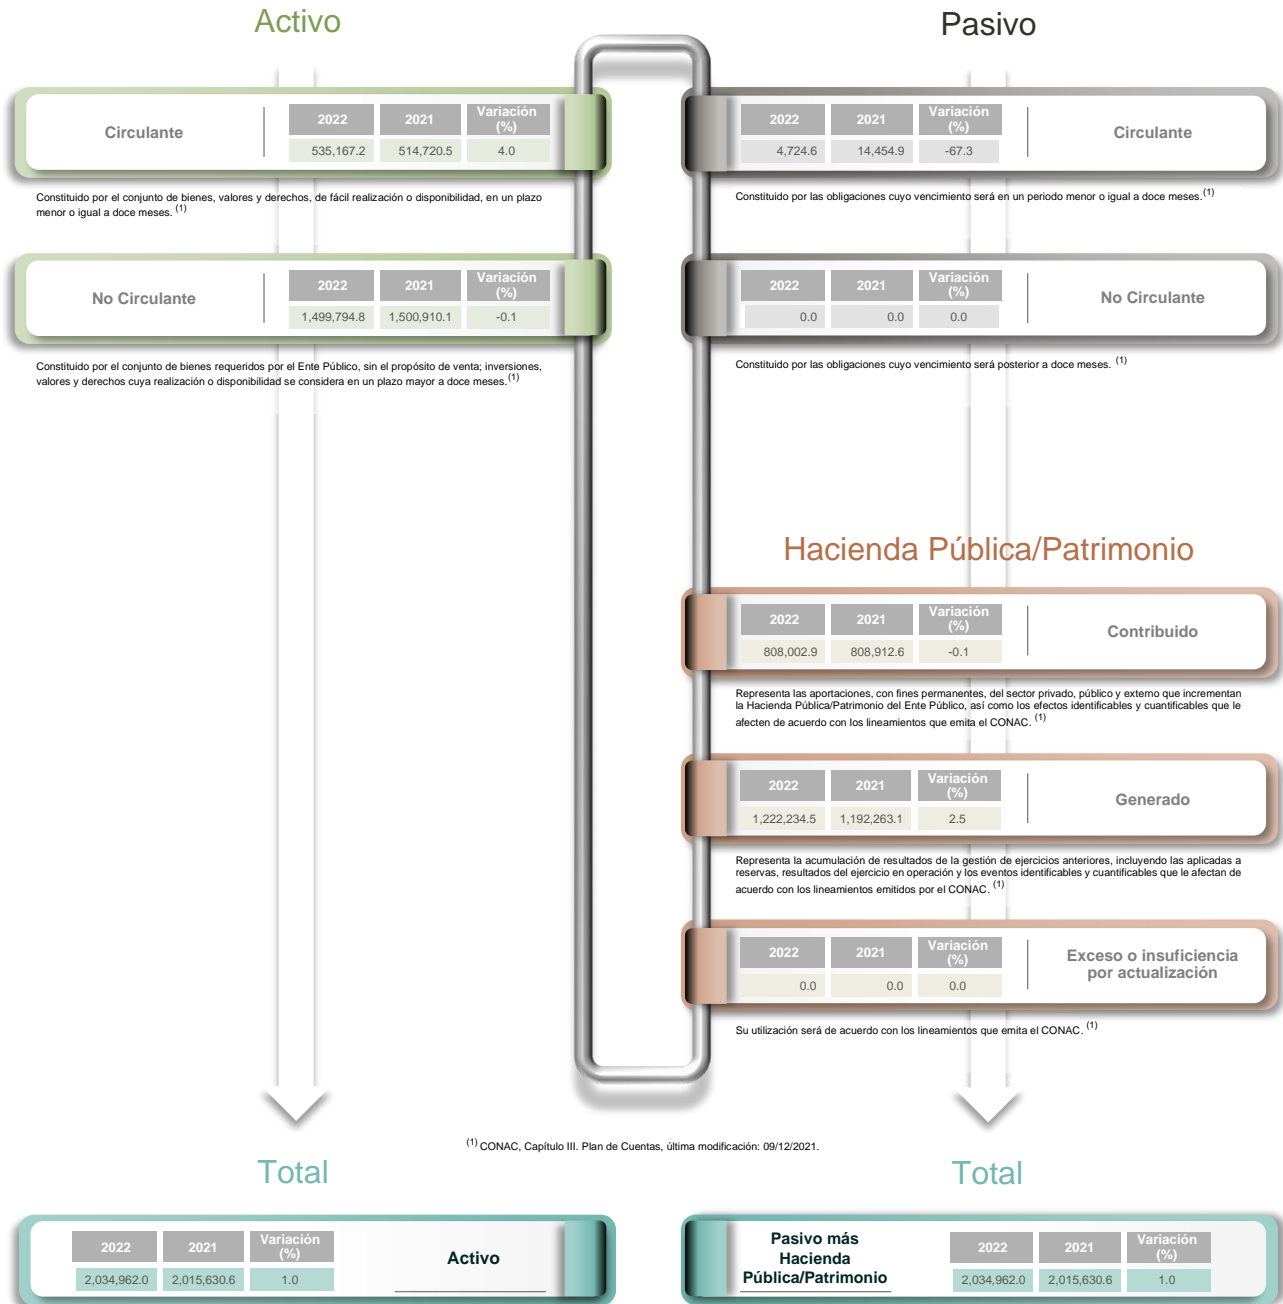 Activo
Circulante
2022 2021 Variación (%)
535,167.2 514,720.5 4.0
Constituido por el conjunto de bienes, valores y derechos, de fácil realización o disponibilidad, en un plazo
menor o igual a doce meses. (1)
No Circulante
2022 2021 Variación (%)
1,499,794.8 1,500,910.1 -0.1
Constituido por el conjunto de bienes requeridos por el Ente Público, sin el propósito de venta; inversiones,
valores y derechos cuya realización o disponibilidad se considera en un plazo mayor a doce meses. (1)
Pasivo
2022 2021 Variación (%)
4,724.6 14,454.9 -67.3
Circulante
Constituido por las obligaciones cuyo vencimiento será en un periodo menor o igual a doce meses. (1)
2022 2021 Variación (%)
0.0 0.0 0.0
No Circulante
Constituido por las obligaciones cuyo vencimiento será posterior a doce meses. (1)
Hacienda Pública/Patrimonio
2022 2021 Variación (%)
808,002.9 808,912.6 -0.1
Contribuido
Representa las aportaciones, con fines permanentes, del sector privado, público y externo que incrementan
la Hacienda Pública/Patrimonio del Ente Público, así como los efectos identificables y cuantificables que le
afecten de acuerdo con los lineamientos que emita el CONAC. (1)
2022 2021 Variación (%)
1,222,234.5 1,192,263.1 2.5
Generado
Representa la acumulación de resultados de la gestión de ejercicios anteriores, incluyendo las aplicadas a
reservas, resultados del ejercicio en operación y los eventos identificables y cuantificables que le afectan de
acuerdo con los lineamientos emitidos por el CONAC. (1)
2022 2021 Variación (%)
0.0 0.0 0.0
Exceso o insuficiencia
por actualización
Su utilización será de acuerdo con los lineamientos que emita el CONAC. (1)
(1) CONAC, Capítulo III. Plan de Cuentas, última modificación: 09/12/2021.
Total
2022 2021 Variación (%)
2,034,962.0 2,015,630.6 1.0
Activo
Total
Pasivo más
Hacienda
Pública/Patrimonio
2022 2021 Variación (%)
2,034,962.0 2,015,630.6 1.0